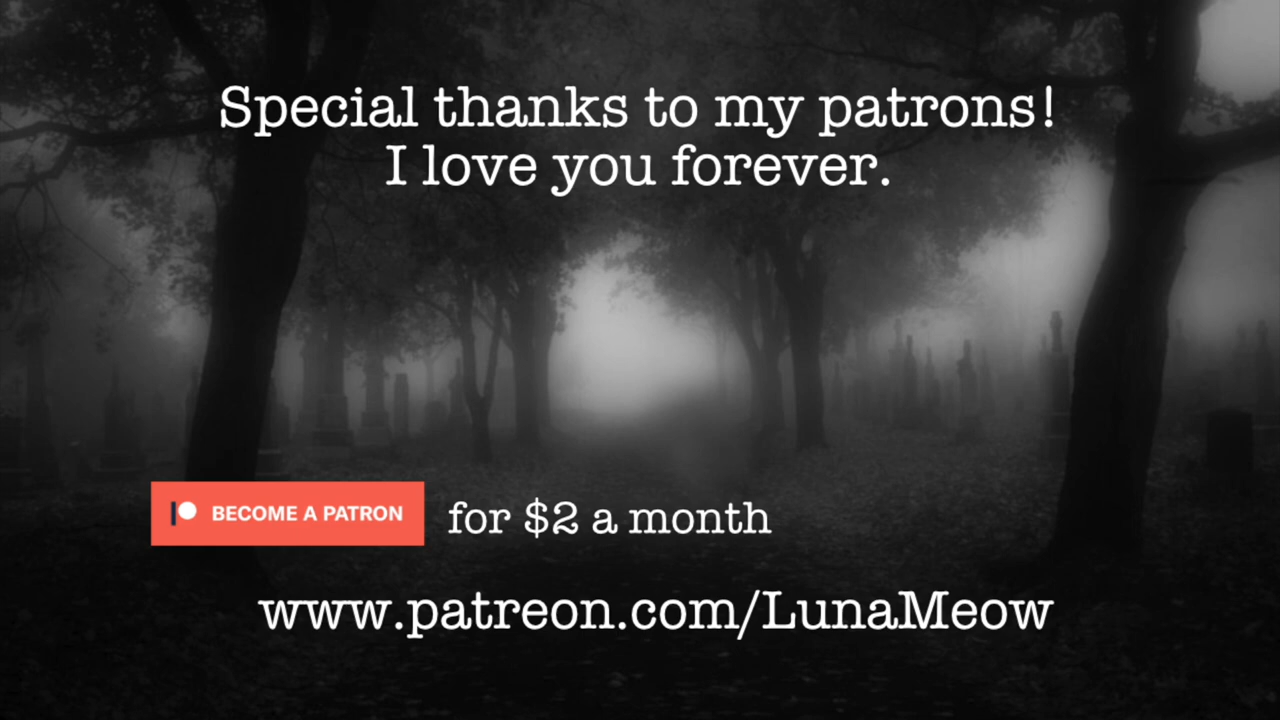 Special thanks to my patrons!
I love you forever.
BECOME A PATRON for $2 a month
www.patreon.com/LunaMeow